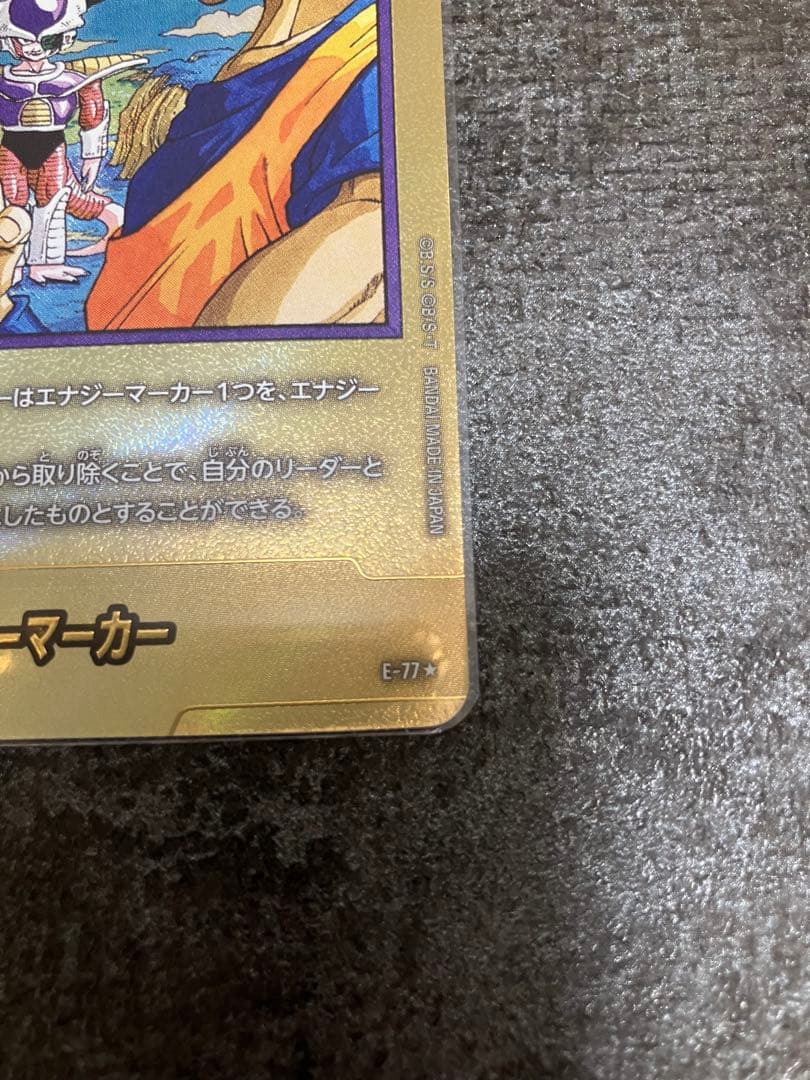 ーはエナジーマーカー1つを、エナジー
から取り除くことで、自分のリーダーと
したものとすることができる。
ーマーカー
E-77★
©B.S/S ©B/S・T BANDAI MADE IN JAPAN